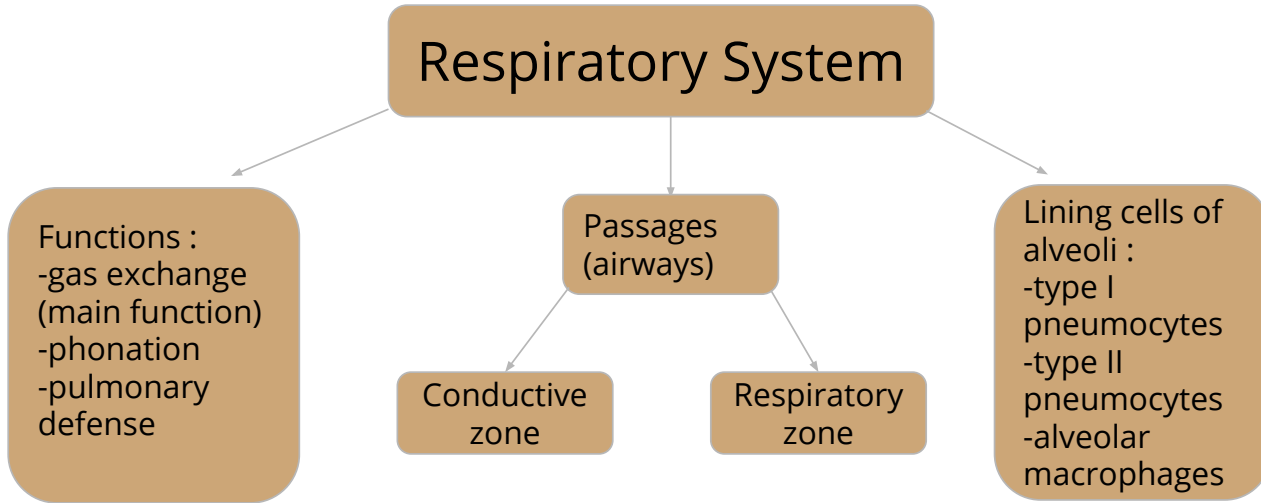 Respiratory System
Functions :
-gas exchange
(main function)
-phonation
-pulmonary
defense
Passages
(airways)
Conductive
zone
Respiratory
zone
Lining cells of
alveoli :
-type I
pneumocytes
-type II
pneumocytes
-alveolar
macrophages